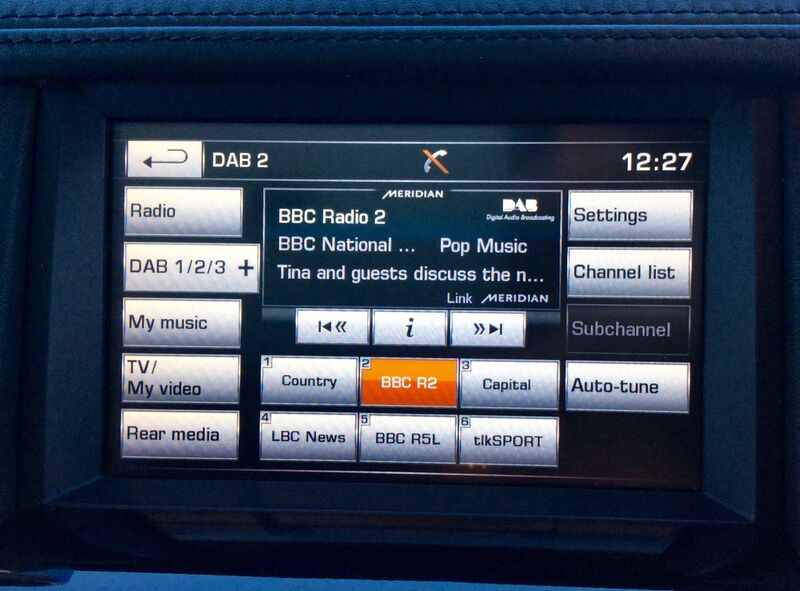 DAB 2
12:27
Radio
DAB 1/2/3 +
My music
TV/
My video
Rear media
MERIDIAN
BBC Radio 2
DAB
Digital Audio Broadcasting
BBC National ... Pop Music
Tina and guests discuss the n...
Link MERIDIAN
i
1 Country
2 BBC R2
3 Capital
4 LBC News
5 BBC R5L
6 tlkSPORT
Settings
Channel list
Subchannel
Auto-tune